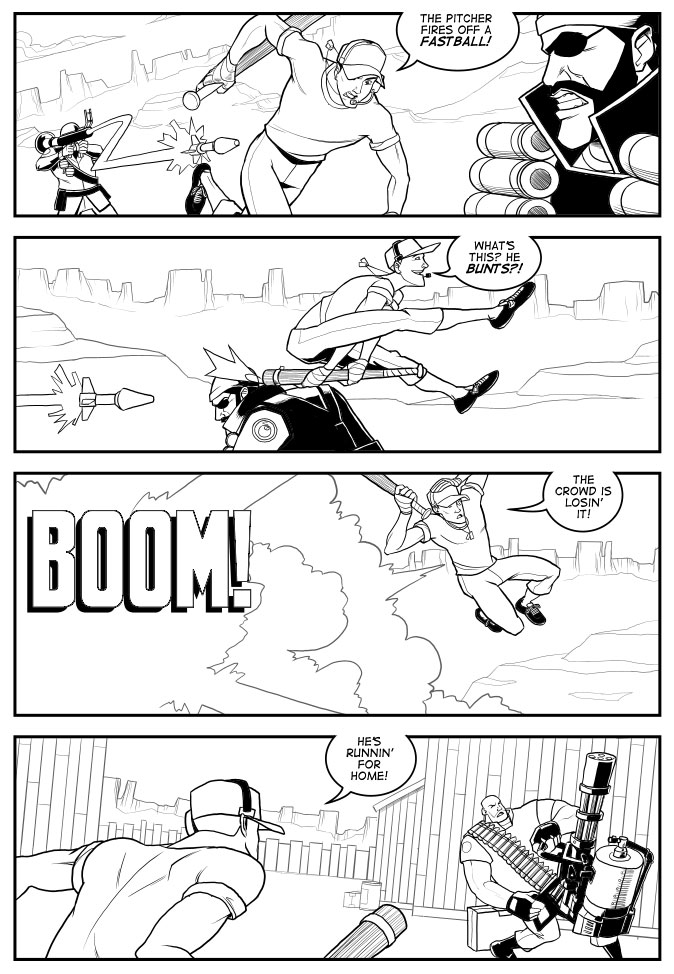 THE PITCHER
FIRES OFF A
FASTBALL!
WHAT'S
THIS? HE
BUNTS?!
BOOM!
THE
CROWD IS
LOSIN'
IT!
HE'S
RUNNIN'
FOR
HOME!